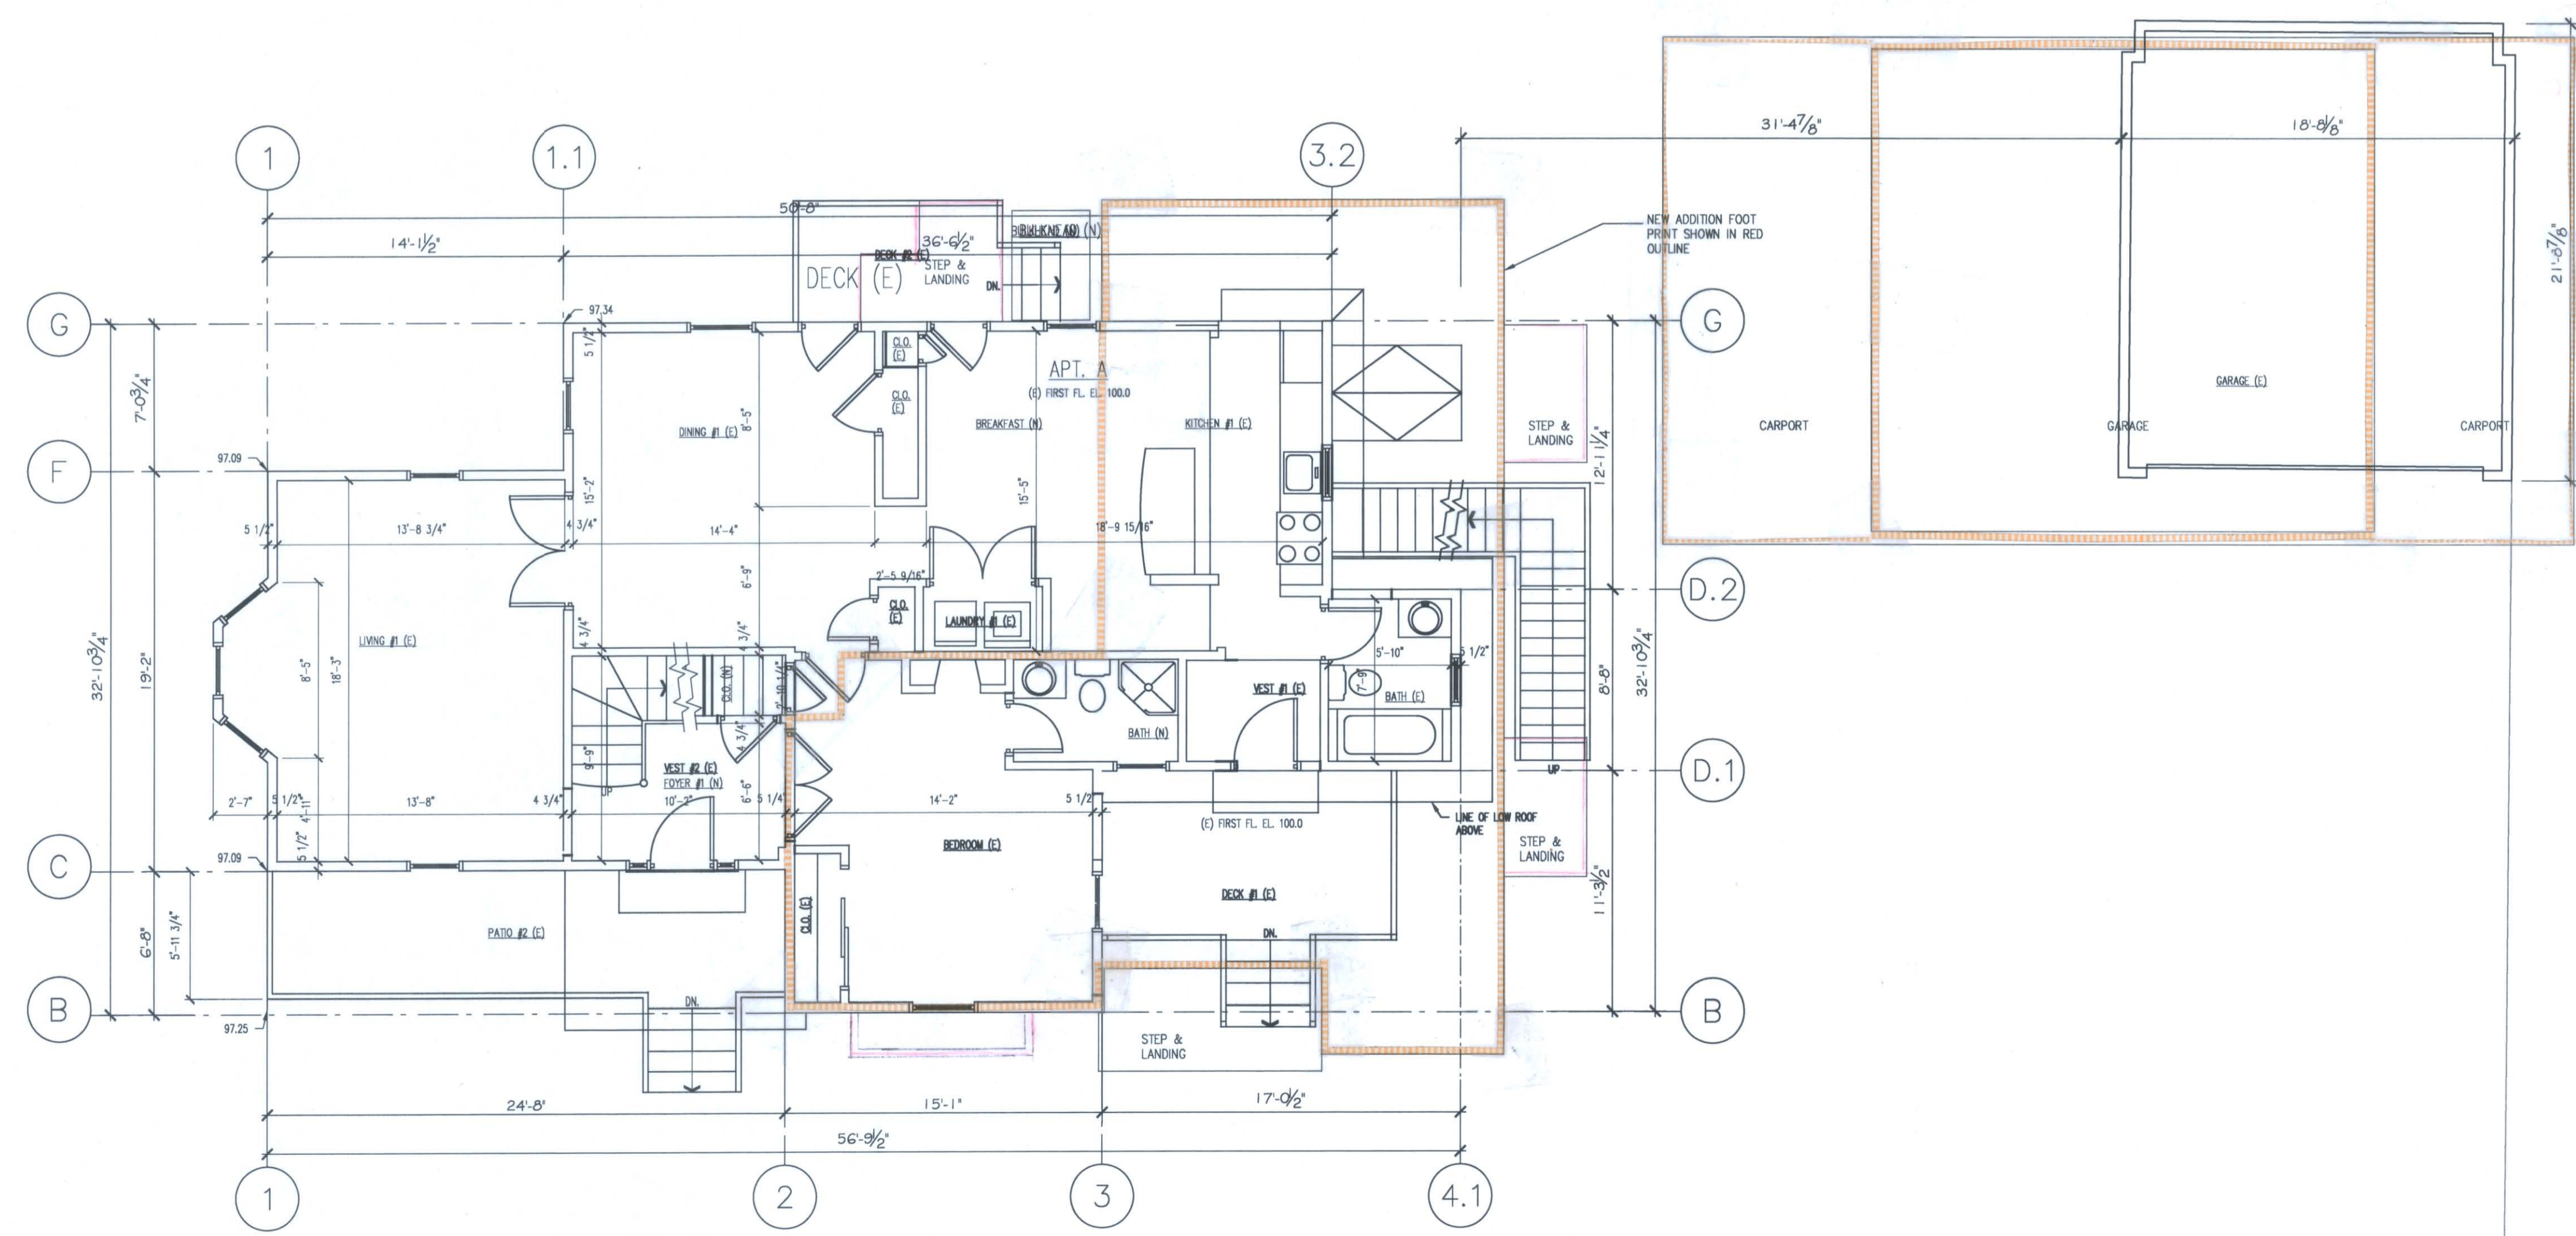 1
1.1
3.2
31'-4 7/8"
18'-8 1/8"
50'-8"
14'-1 1/2"
36'-6 1/2"
BULKHEAD (N)
DECK #2 (E)
DECK (E)
STEP &
LANDING
DN.
NEW ADDITION FOOT
PRINT SHOWN IN RED
OUTLINE
21'-8 7/8"
G
97.34
G
5 1/2"
CLO.
(E)
APT. A
(E) FIRST FL. EL. 100.0
CLO.
(E)
7'-0 3/4"
8'-5"
DINING #1 (E)
BREAKFAST (N)
KITCHEN #1 (E)
STEP &
LANDING
12'-1 1/4"
GARAGE (E)
CARPORT
GARAGE
CARPORT
F
97.09
15'-2"
15'-5"
5 1/2"
13'-8 3/4"
4 3/4"
14'-4"
18'-9 15/16"
6'-9"
2'-5 9/16"
CLO.
(E)
LAUNDRY #1 (E)
D.2
32'-10 3/4"
19'-2"
LIVING #1 (E)
8'-5"
18'-3"
4 3/4"
3/4"
CLO. (N)
2'-10 1/4"
5'-10"
5 1/2"
7'-9"
BATH (E)
VEST #1 (E)
8'-8"
32'-10 3/4"
BATH (N)
4 3/4"
9'-9"
VEST #2 (E)
FOYER #1 (N)
UP
UP
D.1
2'-7"
5 1/2"
4'-11"
13'-8"
4 3/4"
10'-2"
6'-6"
5 1/4"
14'-2"
5 1/2"
(E) FIRST FL. EL. 100.0
LINE OF LOW ROOF
ABOVE
5 1/2"
BEDROOM (E)
STEP &
LANDING
C
97.09
DECK #1 (E)
11'-3 1/2"
CLO. (E)
PATIO #2 (E)
6'-8"
5'-11 3/4"
DN.
DN.
B
97.25
B
STEP &
LANDING
24'-8"
15'-1"
17'-0 1/2"
56'-9 1/2"
1
2
3
4.1